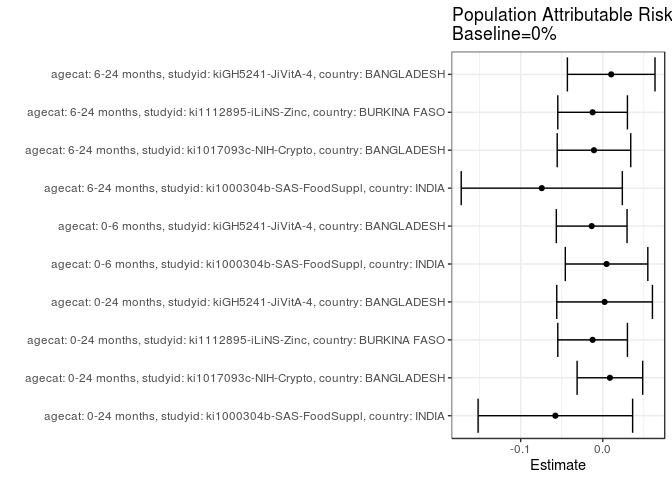 Population Attributable Risk
Baseline=0%
agecat: 6-24 months, studyid: kiGH5241-JiVitA-4, country: BANGLADESH
agecat: 6-24 months, studyid: ki1112895-iLiNS-Zinc, country: BURKINA FASO
agecat: 6-24 months, studyid: ki1017093c-NIH-Crypto, country: BANGLADESH
agecat: 6-24 months, studyid: ki1000304b-SAS-FoodSuppl, country: INDIA
agecat: 0-6 months, studyid: kiGH5241-JiVitA-4, country: BANGLADESH
agecat: 0-6 months, studyid: ki1000304b-SAS-FoodSuppl, country: INDIA
agecat: 0-24 months, studyid: kiGH5241-JiVitA-4, country: BANGLADESH
agecat: 0-24 months, studyid: ki1112895-iLiNS-Zinc, country: BURKINA FASO
agecat: 0-24 months, studyid: ki1017093c-NIH-Crypto, country: BANGLADESH
agecat: 0-24 months, studyid: ki1000304b-SAS-FoodSuppl, country: INDIA
-0.1 0.0
Estimate